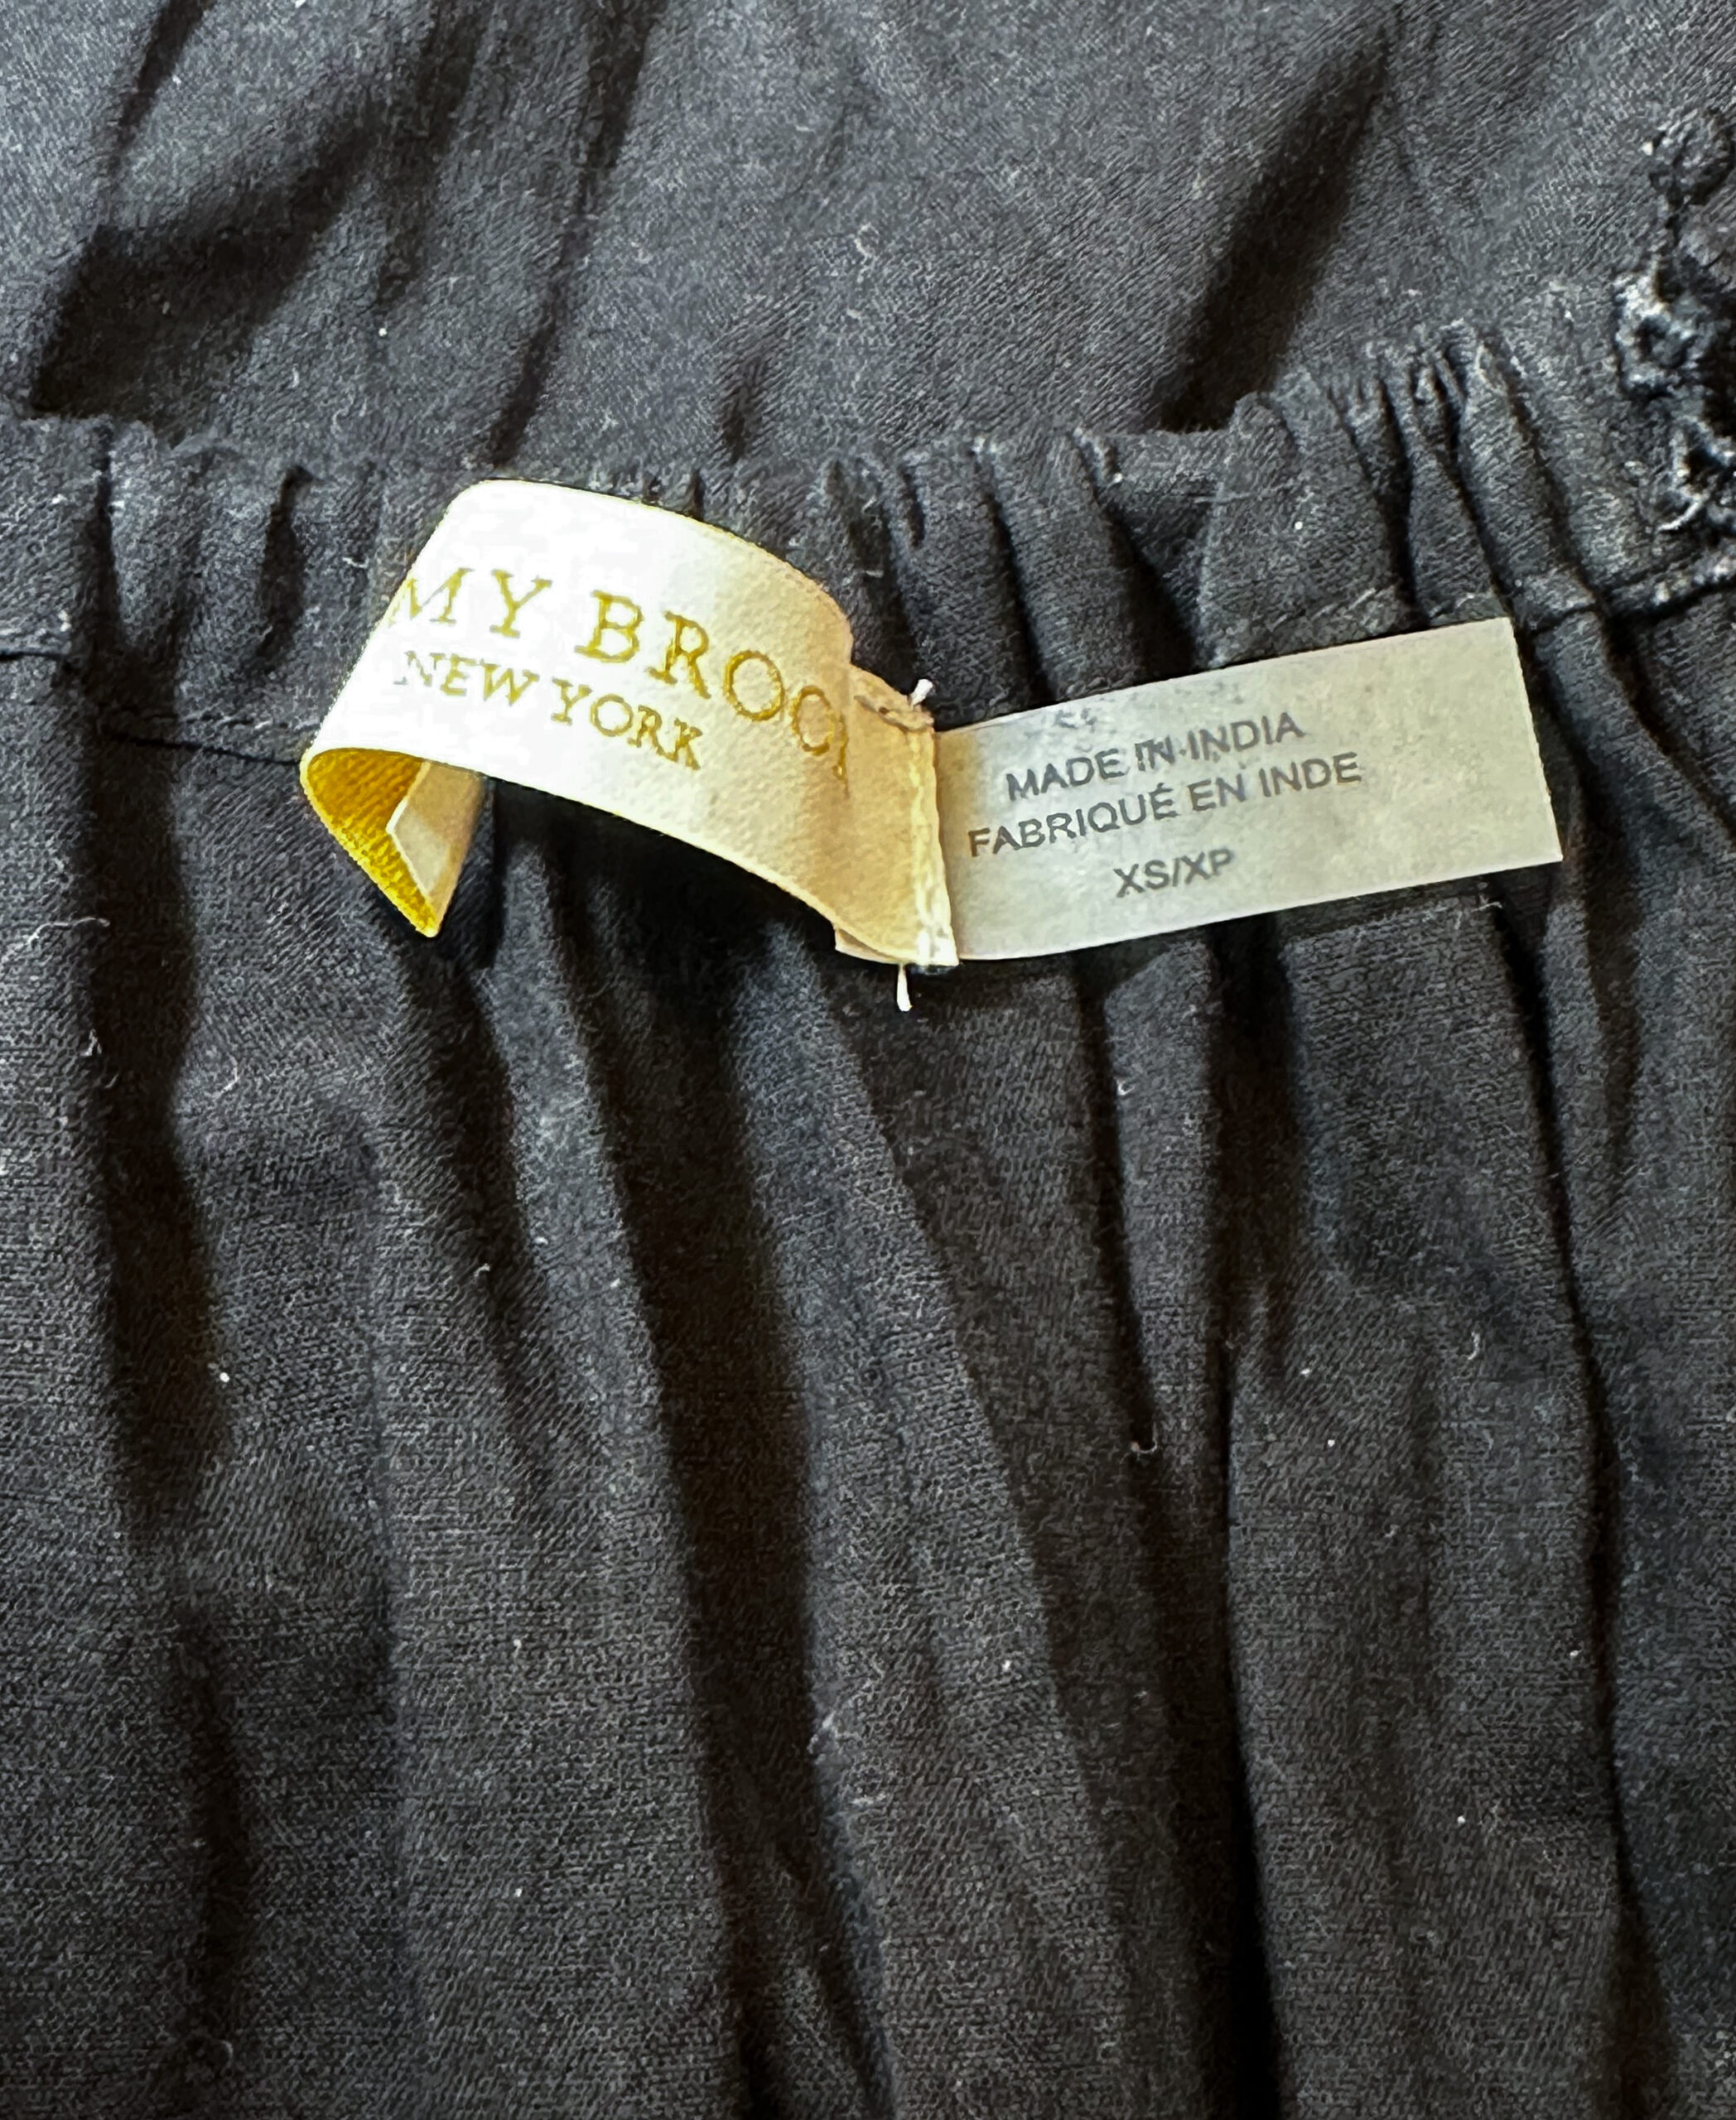 MY BROO
NEW YORK
MADE IN INDIA
FABRIQUÉ EN INDE
XS/XP